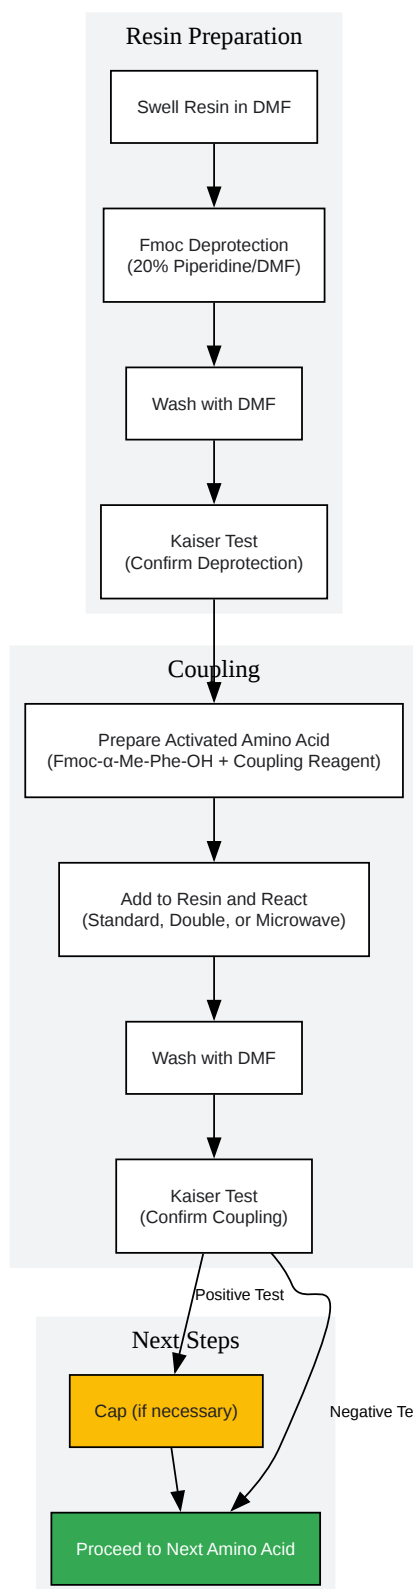 Resin Preparation
Swell Resin in DMF
Fmoc Deprotection
(20% Piperidine/DMF)
Wash with DMF
Kaiser Test
(Confirm Deprotection)
Coupling
Prepare Activated Amino Acid
(Fmoc-α-Me-Phe-OH + Coupling Reagent)
Add to Resin and React
(Standard, Double, or Microwave)
Wash with DMF
Kaiser Test
(Confirm Coupling)
Positive Test
Next Steps
Cap (if necessary)
Negative Te
Proceed to Next Amino Acid